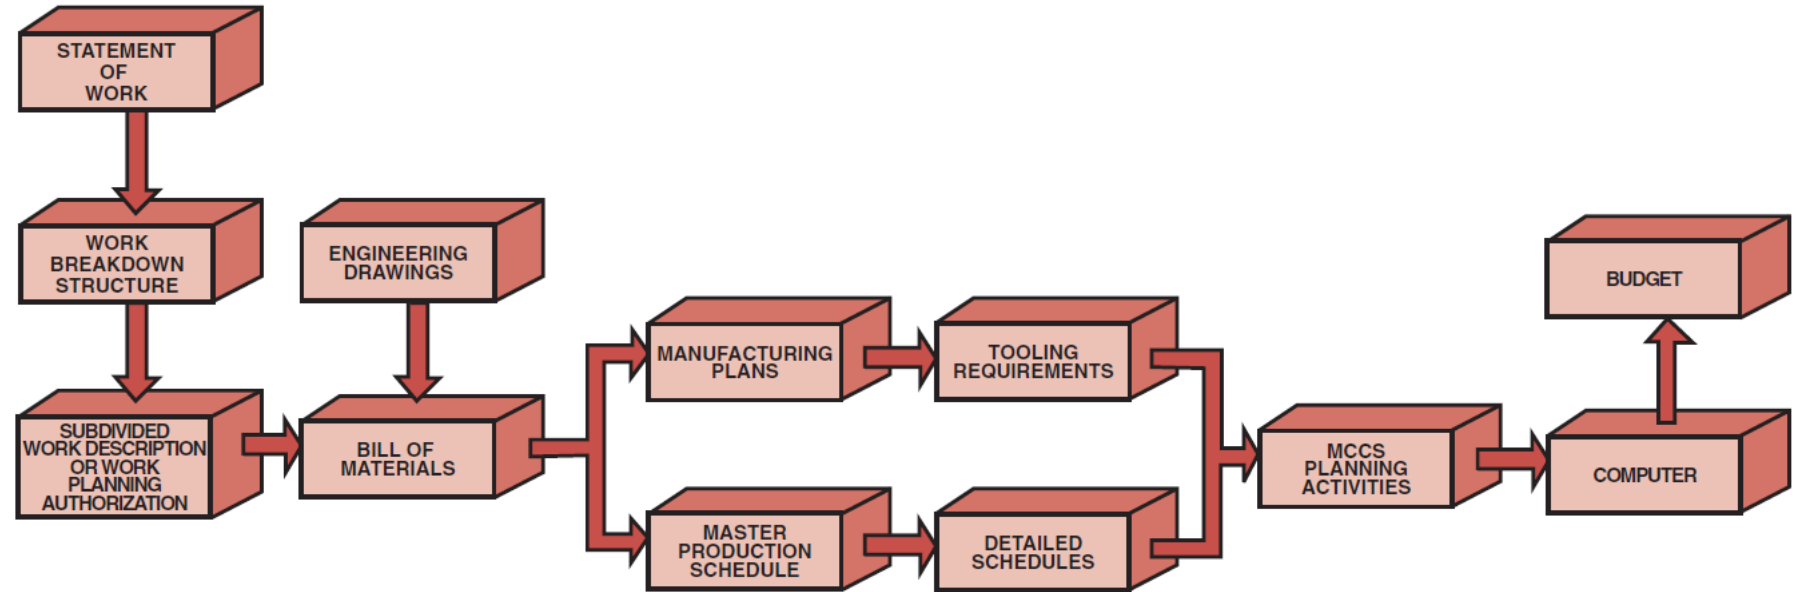 STATEMENT
OF
WORK
WORK
BREAKDOWN
STRUCTURE
SUBDIVIDED
WORK DESCRIPTION
OR WORK
PLANNING
AUTHORIZATION
ENGINEERING
DRAWINGS
BILL OF
MATERIALS
MANUFACTURING
PLANS
TOOLING
REQUIREMENTS
MASTER
PRODUCTION
SCHEDULE
DETAILED
SCHEDULES
MCCS
PLANNING
ACTIVITIES
COMPUTER
BUDGET